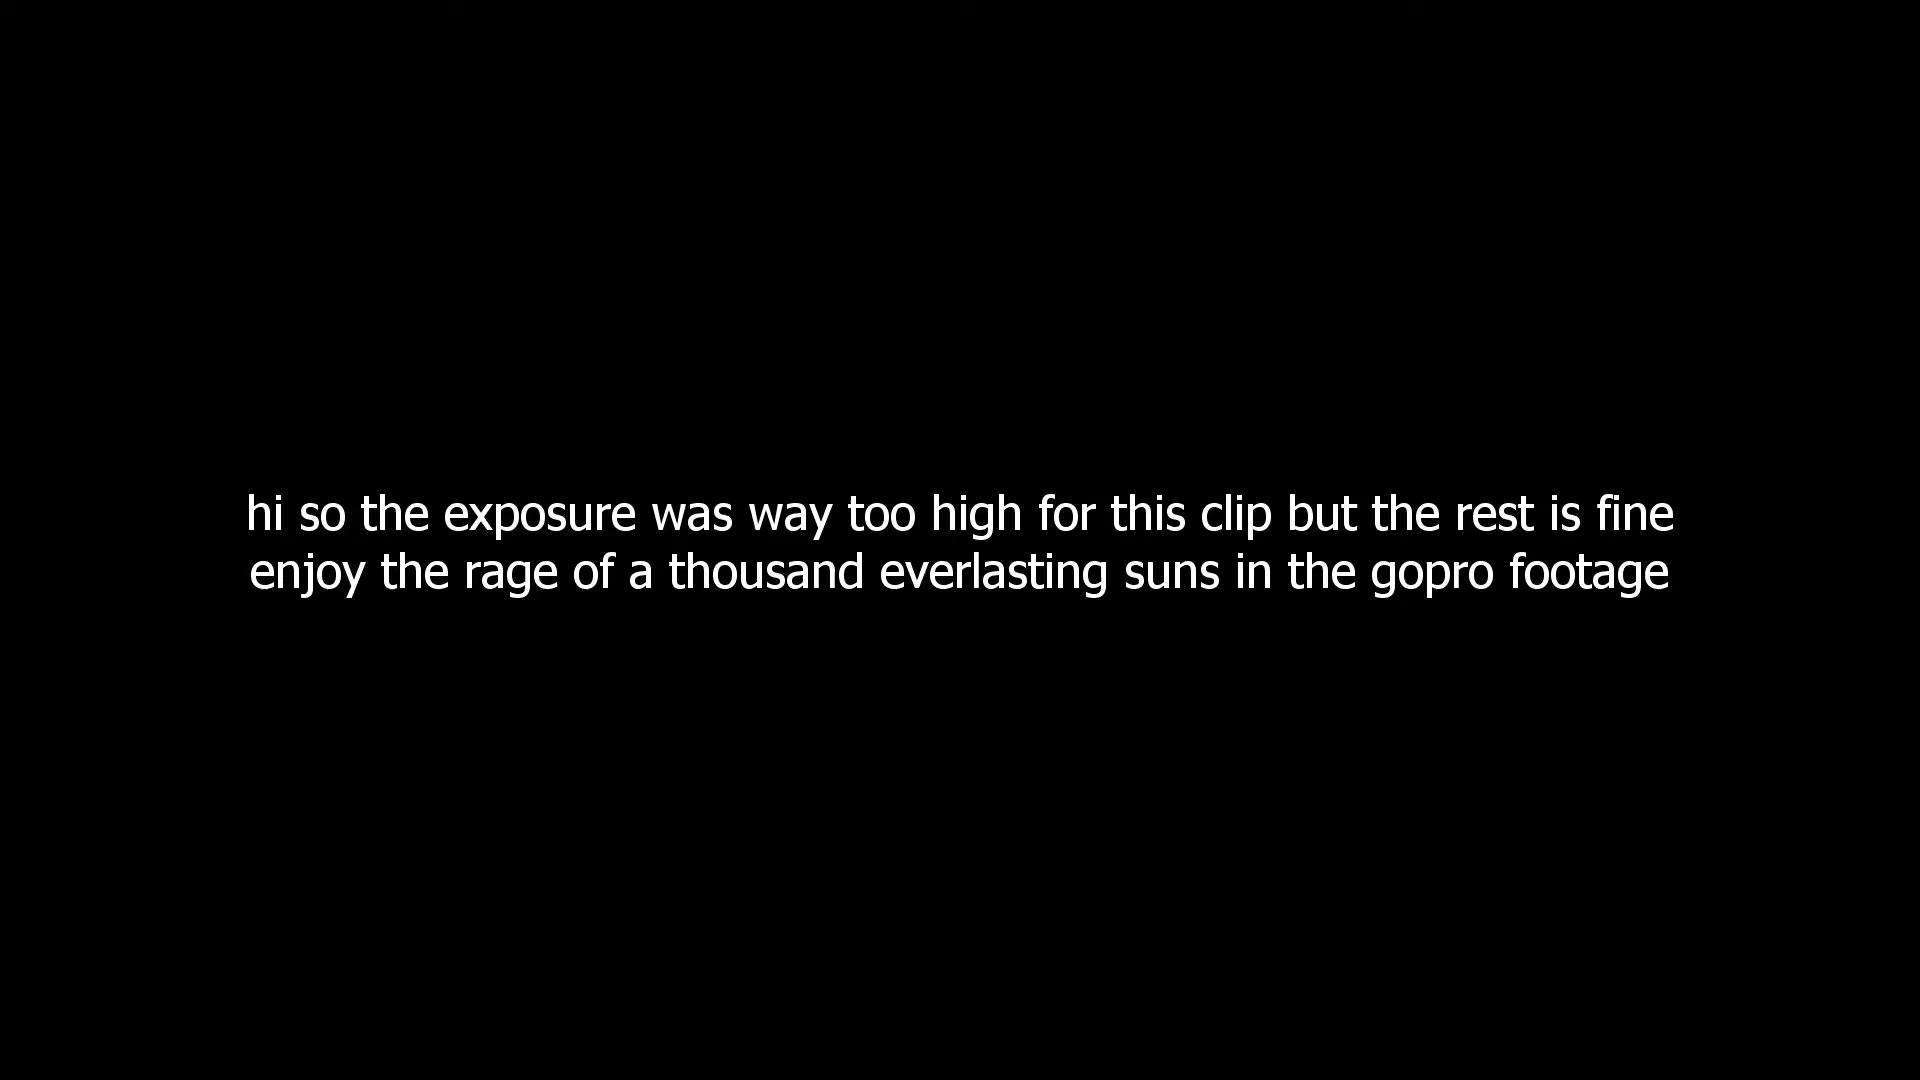 hi so the exposure was way too high for this clip but the rest is fine
enjoy the rage of a thousand everlasting suns in the gopro footage